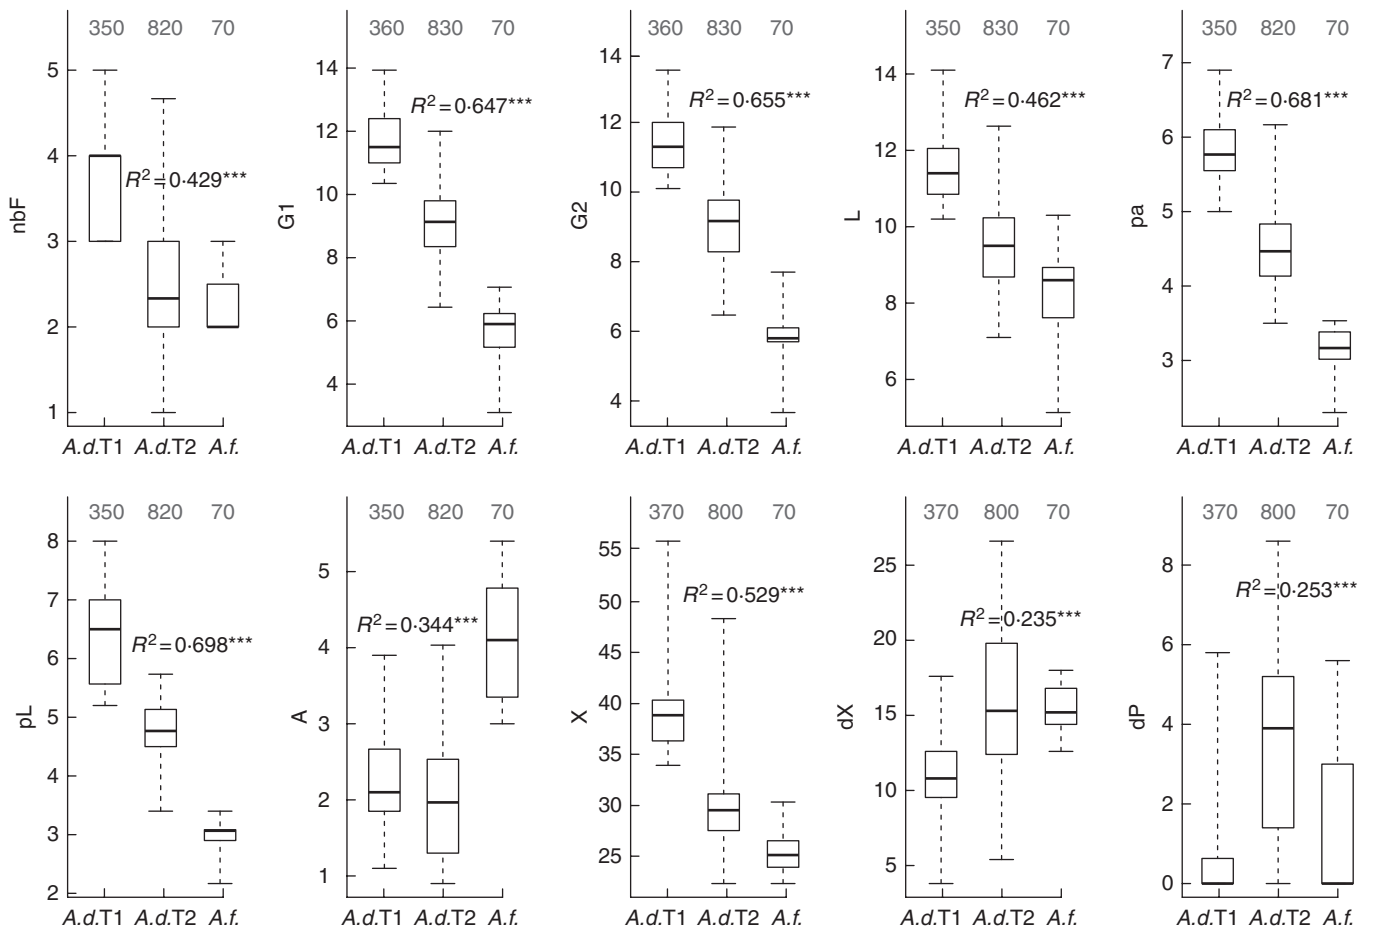 350 820 70
nbF
5
4
3
2
1
R²=0·429***
A.d.T1 A.d.T2 A.f.
360 830 70
G1
14
12
10
8
6
4
R²=0·647***
A.d.T1 A.d.T2 A.f.
360 830 70
G2
14
12
10
8
6
4
R²=0·655***
A.d.T1 A.d.T2 A.f.
350 830 70
L
14
12
10
8
6
R²=0·462***
A.d.T1 A.d.T2 A.f.
350 820 70
pa
7
6
5
4
3
R²=0·681***
A.d.T1 A.d.T2 A.f.
350 820 70
pL
8
7
6
5
4
3
2
R²=0·698***
A.d.T1 A.d.T2 A.f.
350 820 70
A
5
4
3
2
1
R²=0·344***
A.d.T1 A.d.T2 A.f.
370 800 70
X
55
50
45
40
35
30
25
R²=0·529***
A.d.T1 A.d.T2 A.f.
370 800 70
dX
25
20
15
10
5
R²=0·235***
A.d.T1 A.d.T2 A.f.
370 800 70
dP
8
6
4
2
0
R²=0·253***
A.d.T1 A.d.T2 A.f.